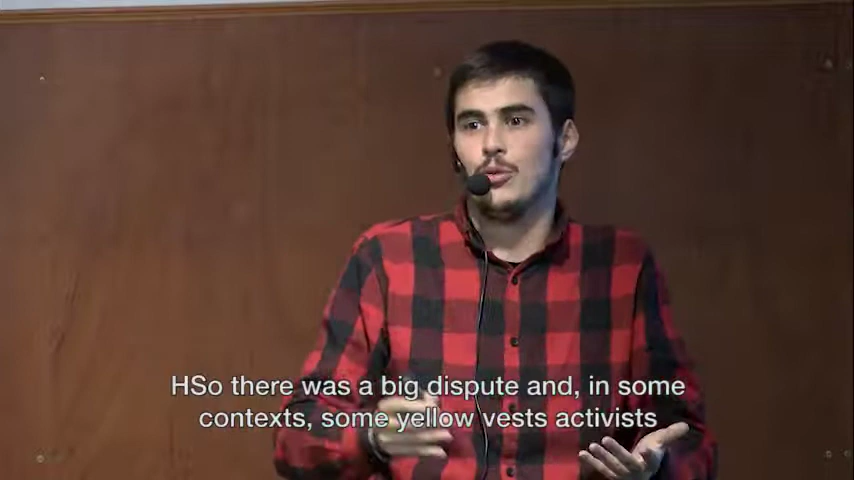 HSo there was a big dispute and, in some
contexts, some yellow vests activists